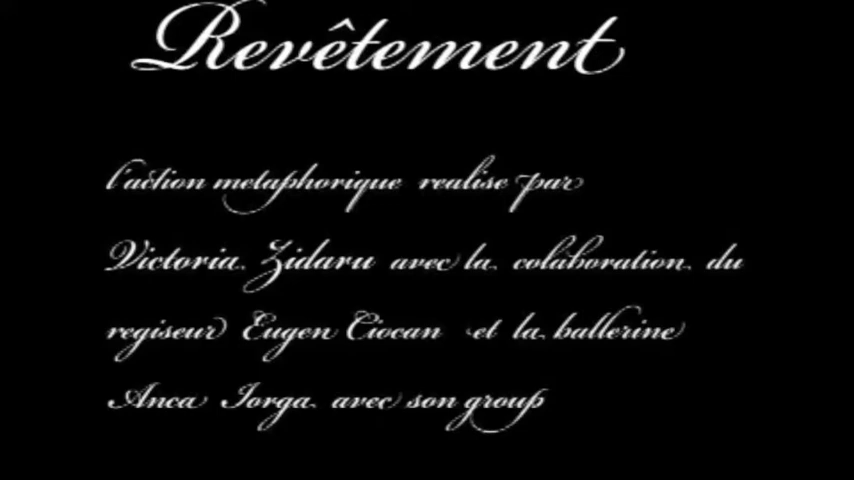 Revêtement
l'action metaphorique realise par
Victoria Zidaru avec la colaboration du
regiseur Eugen Ciocan et la ballerine
Anca Iorga avec son group